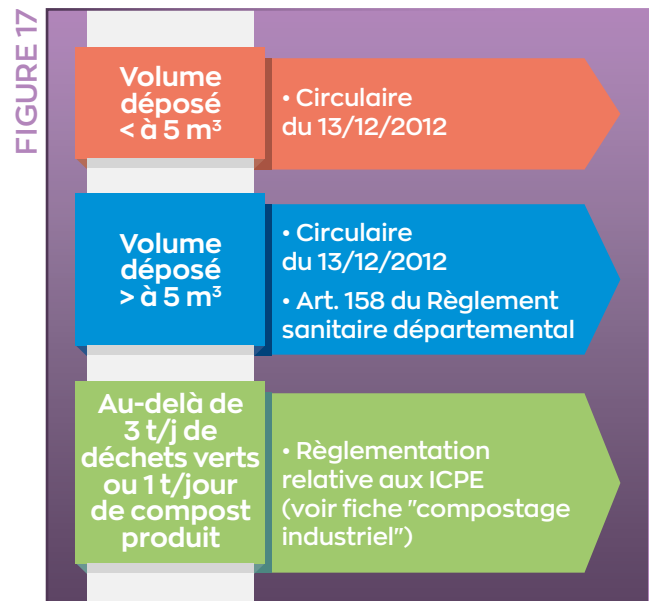 FIGURE 17
Volume
déposé
< à 5 m³
• Circulaire
du 13/12/2012
Volume
déposé
> à 5 m³
• Circulaire
du 13/12/2012
• Art. 158 du Règlement
sanitaire départemental
Au-delà de
3 t/j de
déchets verts
ou 1 t/jour
de compost
produit
• Règlementation
relative aux ICPE
(voir fiche "compostage
industriel")